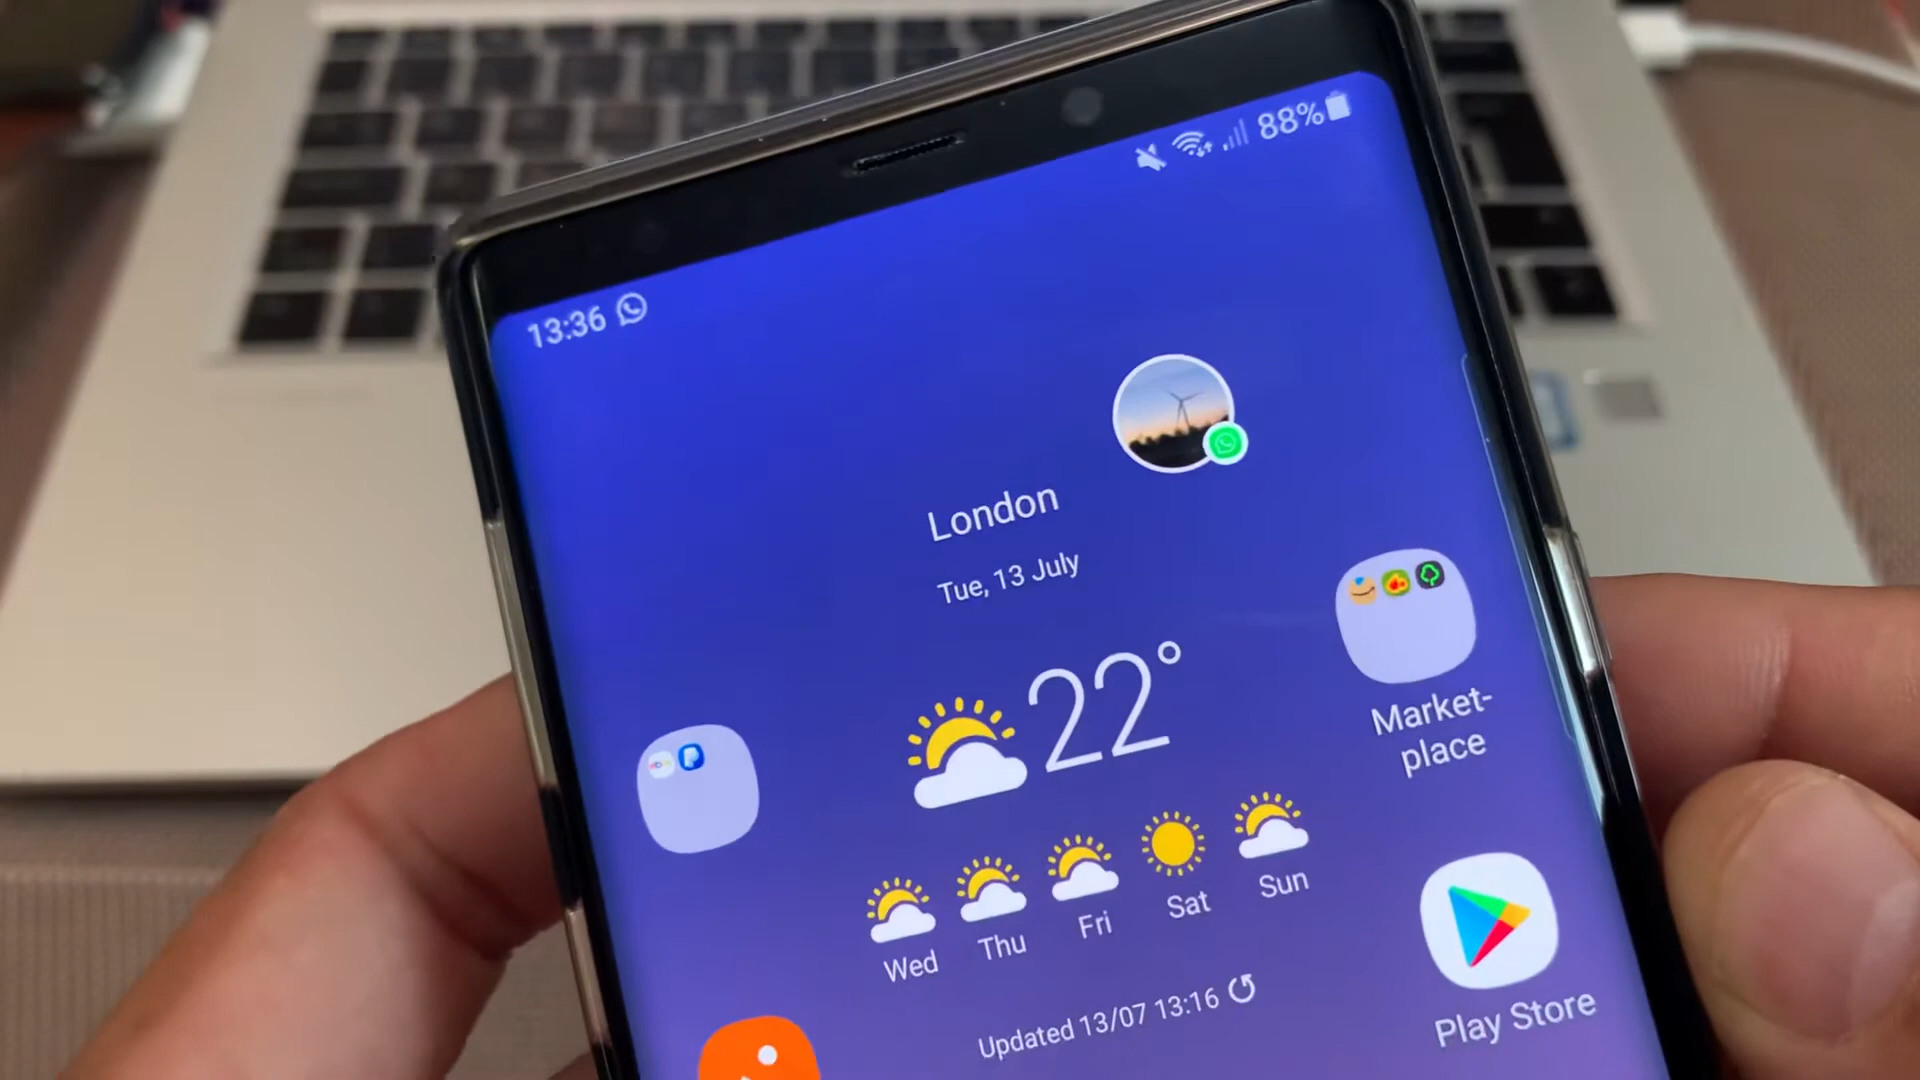 13:36
88%
London
Tue, 13 July
22°
Market-
place
Wed
Thu
Fri
Sat
Sun
Updated 13/07 13:16
Play Store